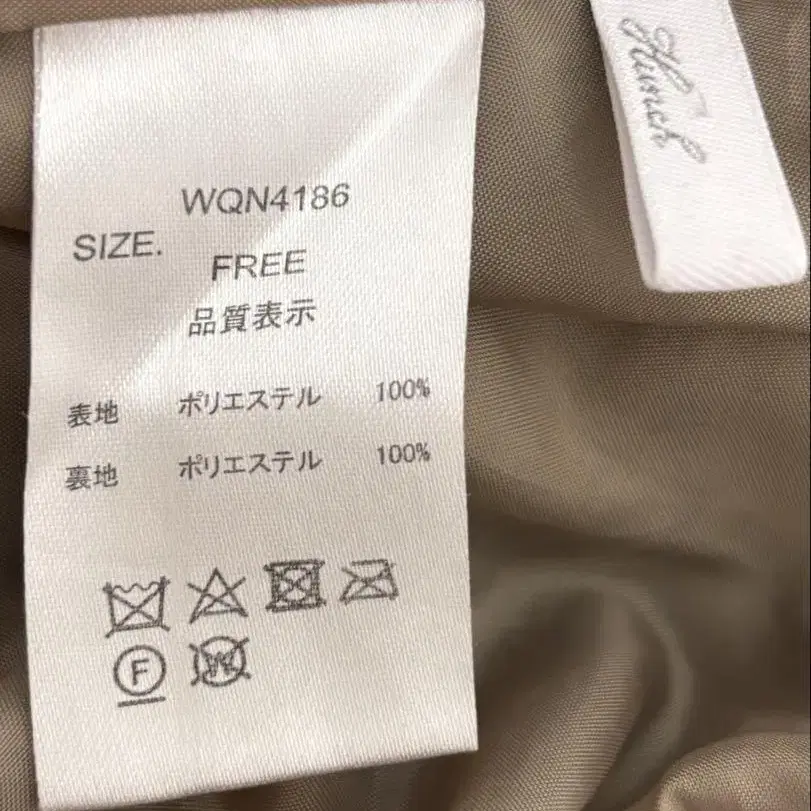 WQN4186
SIZE.
FREE
品質表示
表地 ポリエステル 100%
裏地 ポリエステル 100%
F
W
Hunch